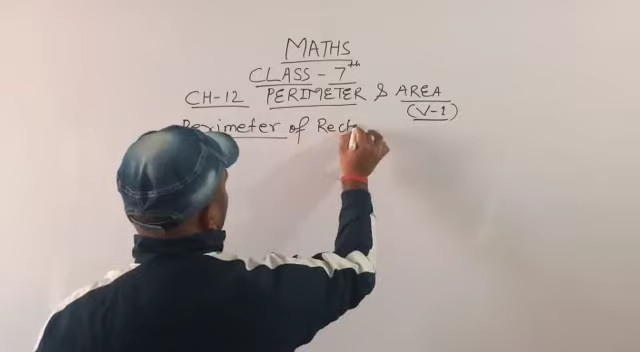 MATHS
CLASS - 7th
CH-12 PERIMETER & AREA
(V-1)
Perimeter of Rect